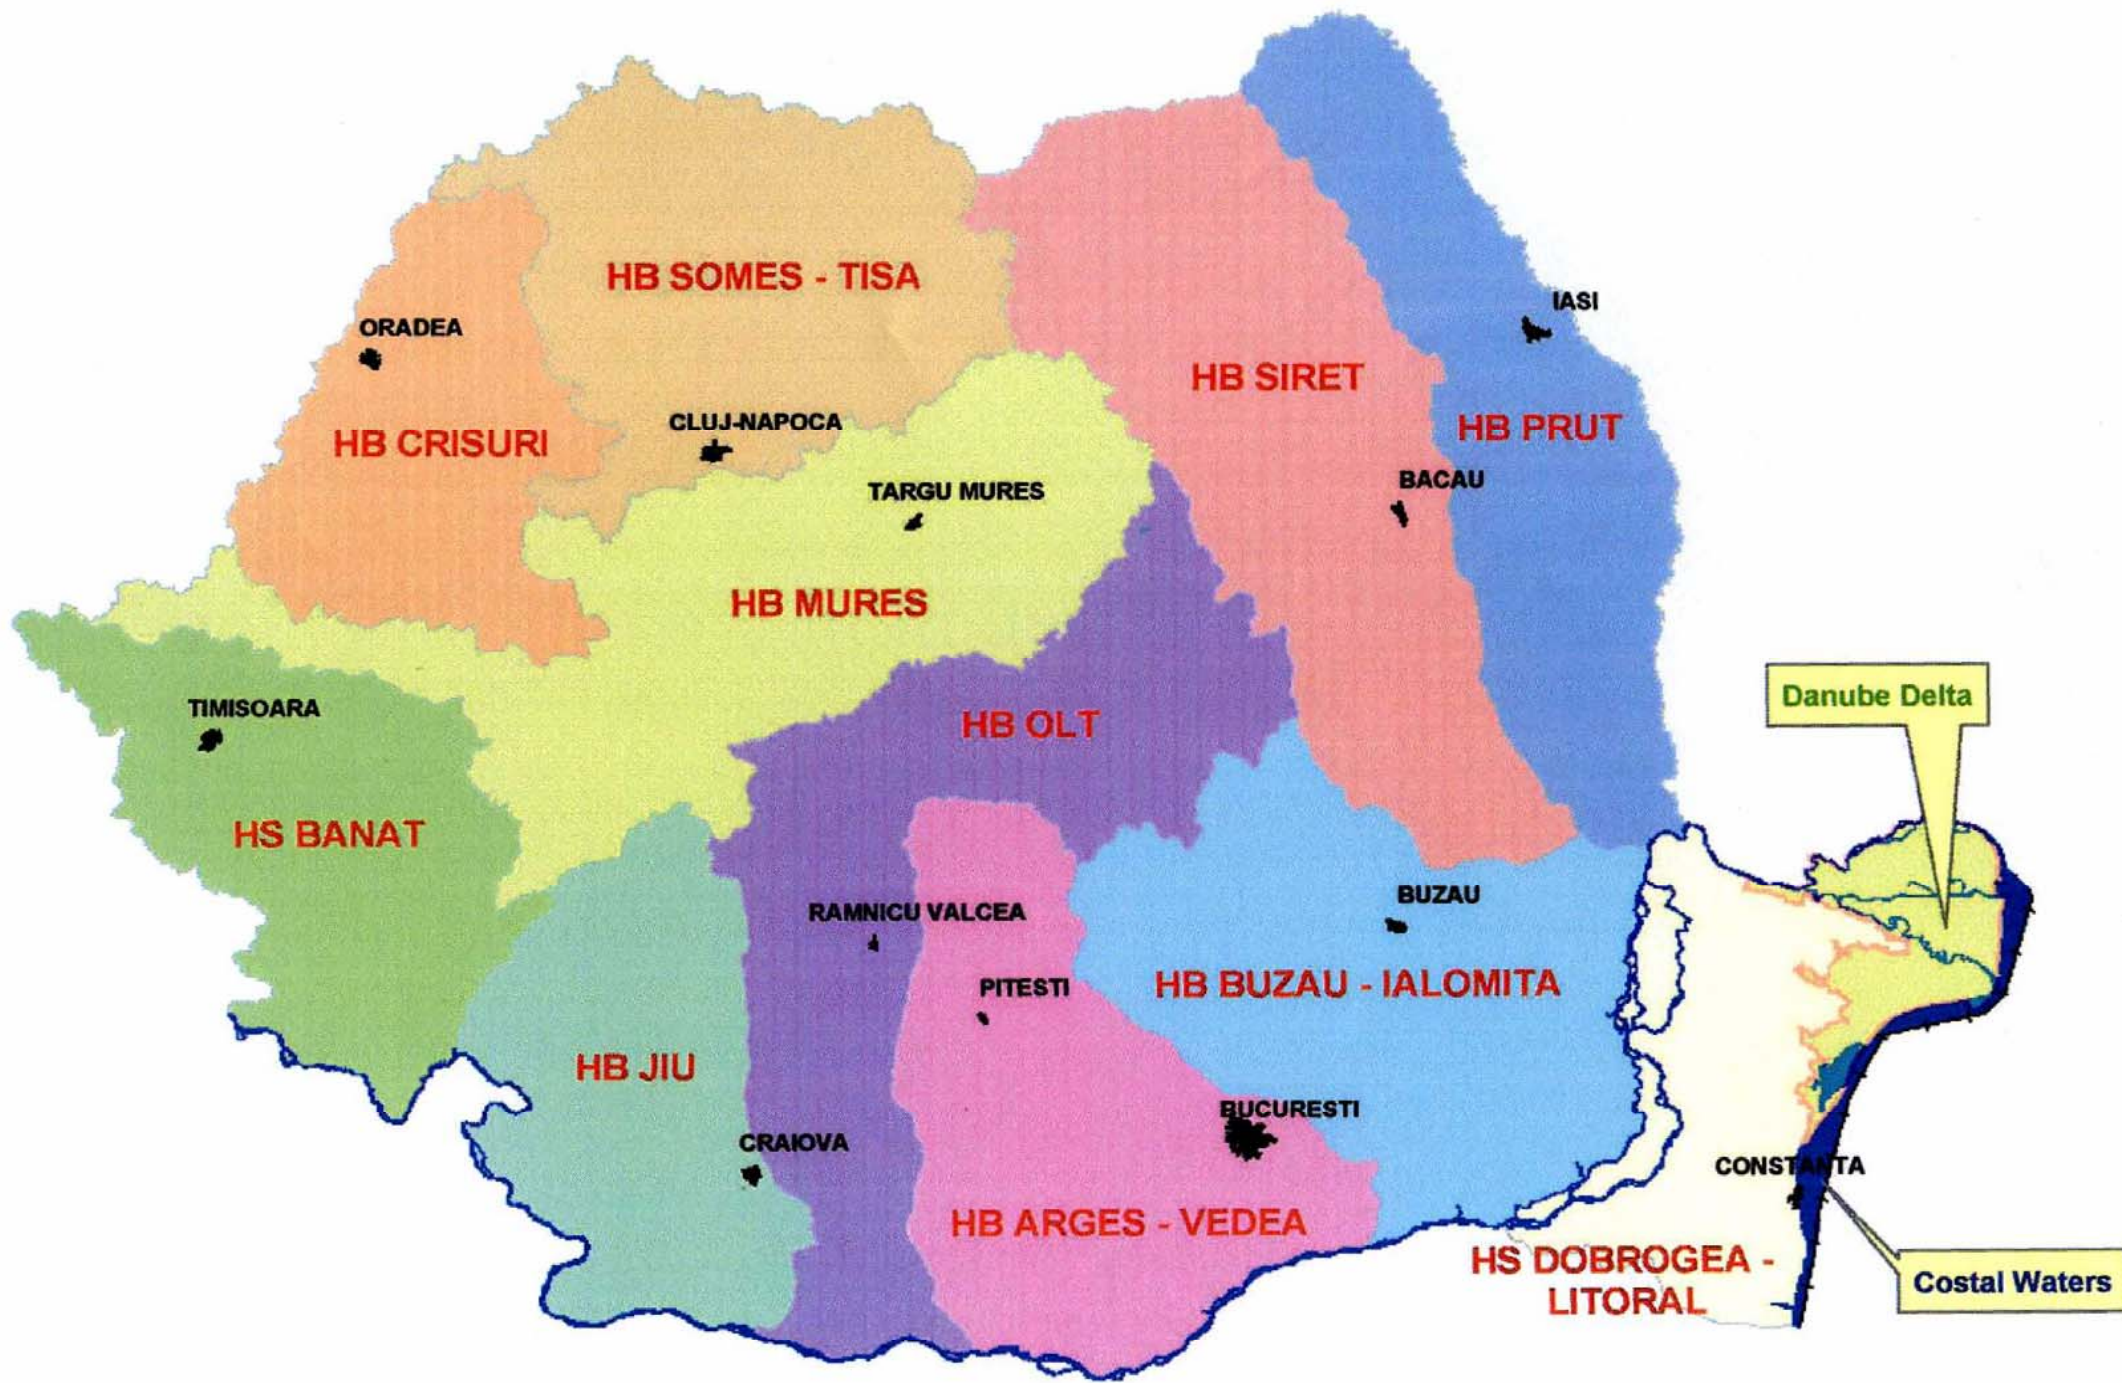 HB SOMES - TISA
IASI
ORADEA
HB SIRET
HB PRUT
CLUJ-NAPOCA
HB CRISURI
BACAU
TARGU MURES
HB MURES
Danube Delta
TIMISOARA
HB OLT
HS BANAT
BUZAU
RAMNICU VALCEA
PITESTI
HB BUZAU - IALOMITA
HB JIU
BUCURESTI
CRAIOVA
CONSTANTA
HB ARGES - VEDEA
HS DOBROGEA -
LITORAL
Costal Waters